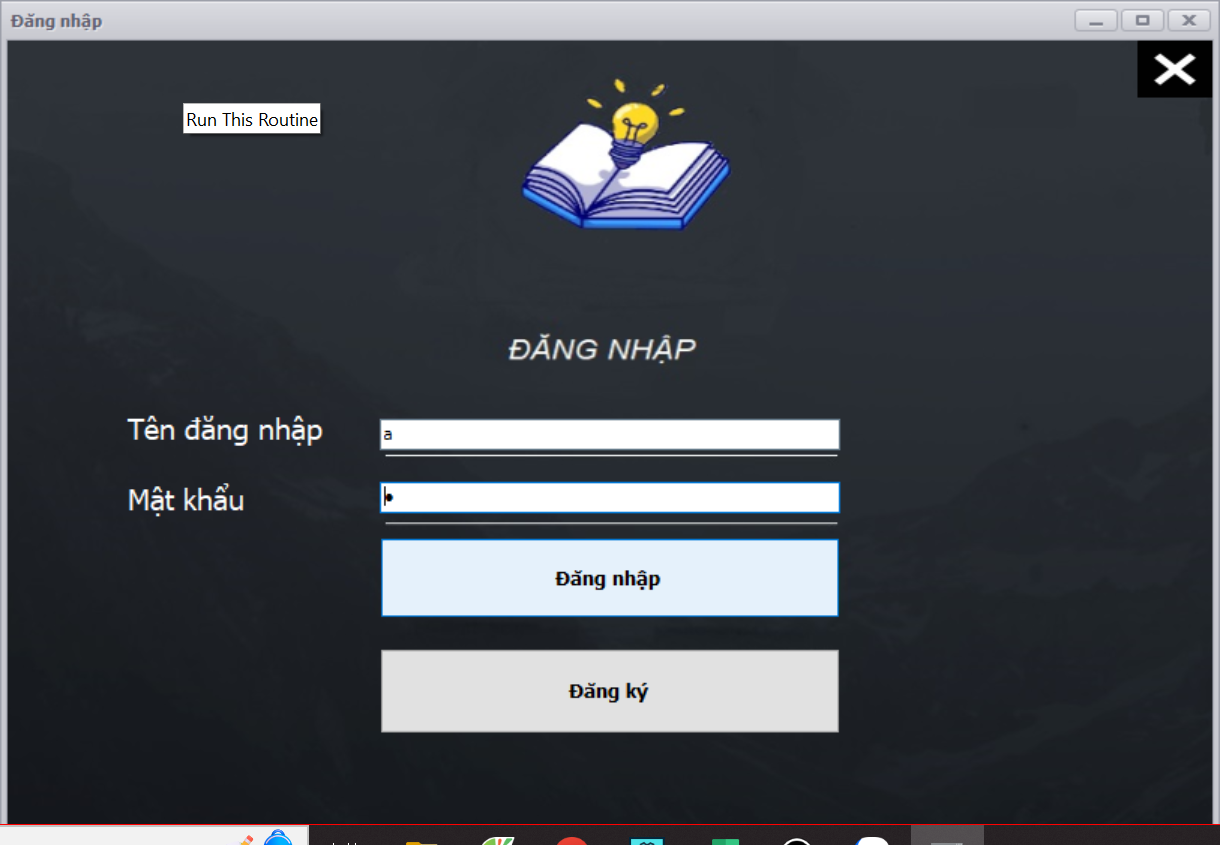 Đăng nhập
Run This Routine
ĐĂNG NHẬP
Tên đăng nhập
a
Mật khẩu
Đăng nhập
Đăng ký